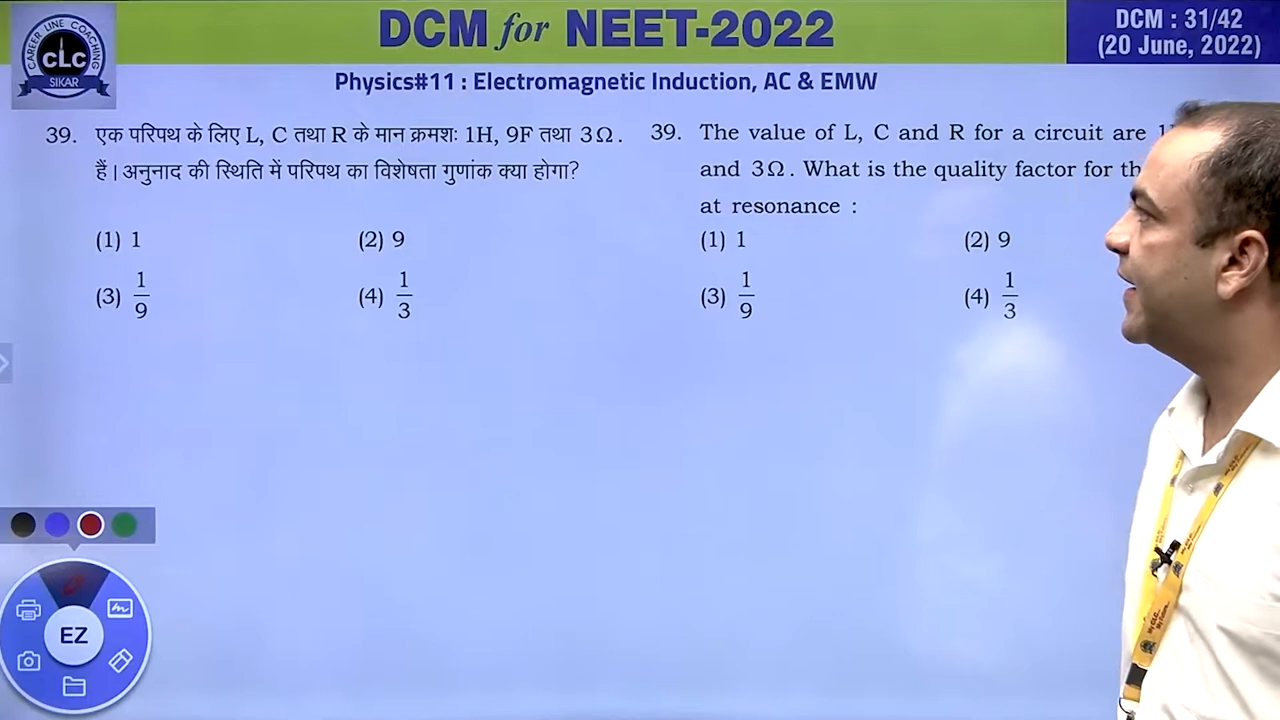 CAREER LINE COACHING
CLC
SIKAR
DCM for NEET-2022
DCM : 31/42
(20 June, 2022)
Physics#11 : Electromagnetic Induction, AC & EMW
39. एक परिपथ के लिए L, C तथा R के मान क्रमशः 1H, 9F तथा 3Ω.
हैं। अनुनाद की स्थिति में परिपथ का विशेषता गुणांक क्या होगा?
(1) 1 (2) 9
(3) 1/9 (4) 1/3
39. The value of L, C and R for a circuit are
and 3Ω. What is the quality factor for
at resonance :
(1) 1 (2) 9
(3) 1/9 (4) 1/3
EZ